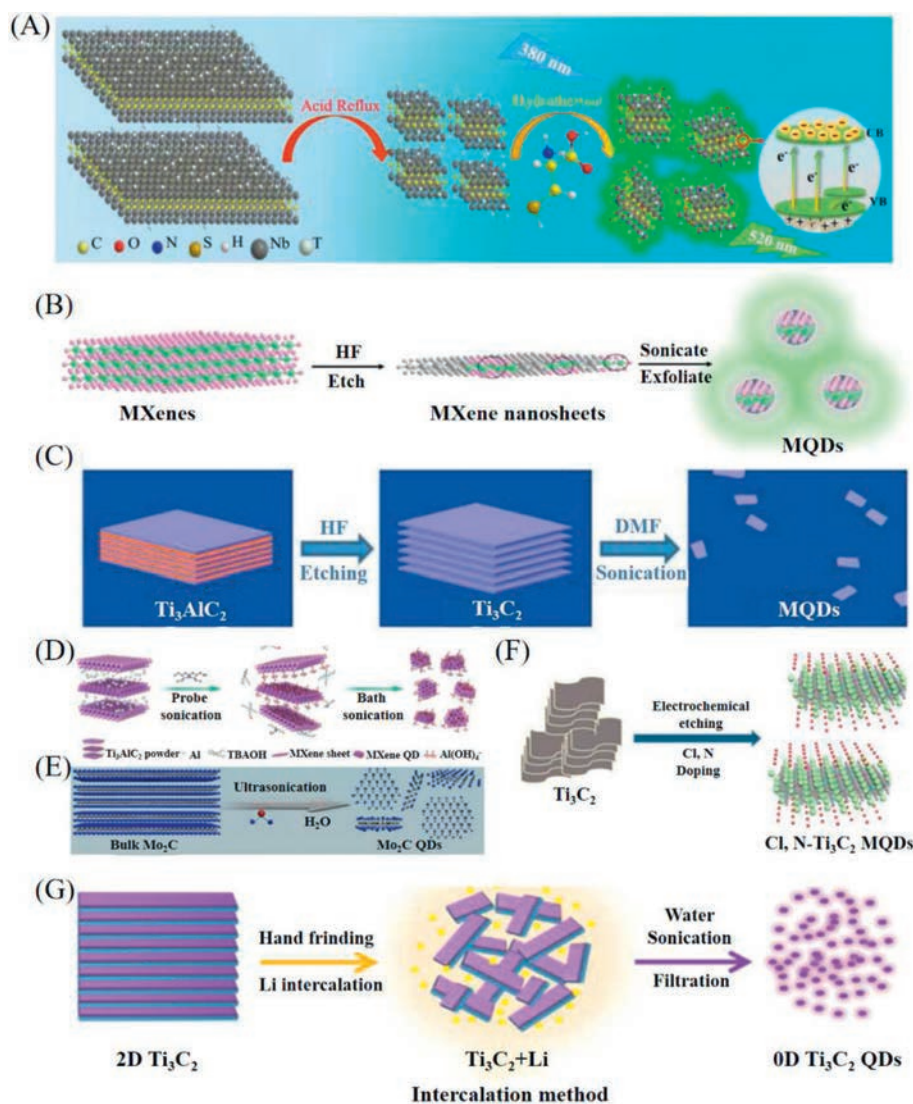 (A)
380 nm
Acid Reflux
Hydrothermal
CB
e⁻ e⁻ e⁻
e⁻ VB
526 nm
C O N S H Nb T
(B)
HF
Etch
Sonicate
Exfoliate
MXenes
MXene nanosheets
MQDs
(C)
HF
Etching
DMF
Sonication
Ti₃AlC₂
Ti₃C₂
MQDs
(D)
Probe
sonication
Bath
sonication
Ti₃AlC₂ powder Al TBAOH MXene sheet MXene QD Al(OH)₄⁻
(E)
Ultrasonication
H₂O
Bulk Mo₂C
Mo₂C QDs
(F)
Electrochemical
etching
Cl, N
Doping
Ti₃C₂
Cl, N-Ti₃C₂ MQDs
(G)
Hand frinding
Li intercalation
Water
Sonication
Filtration
2D Ti₃C₂
Ti₃C₂+Li
0D Ti₃C₂ QDs
Intercalation method